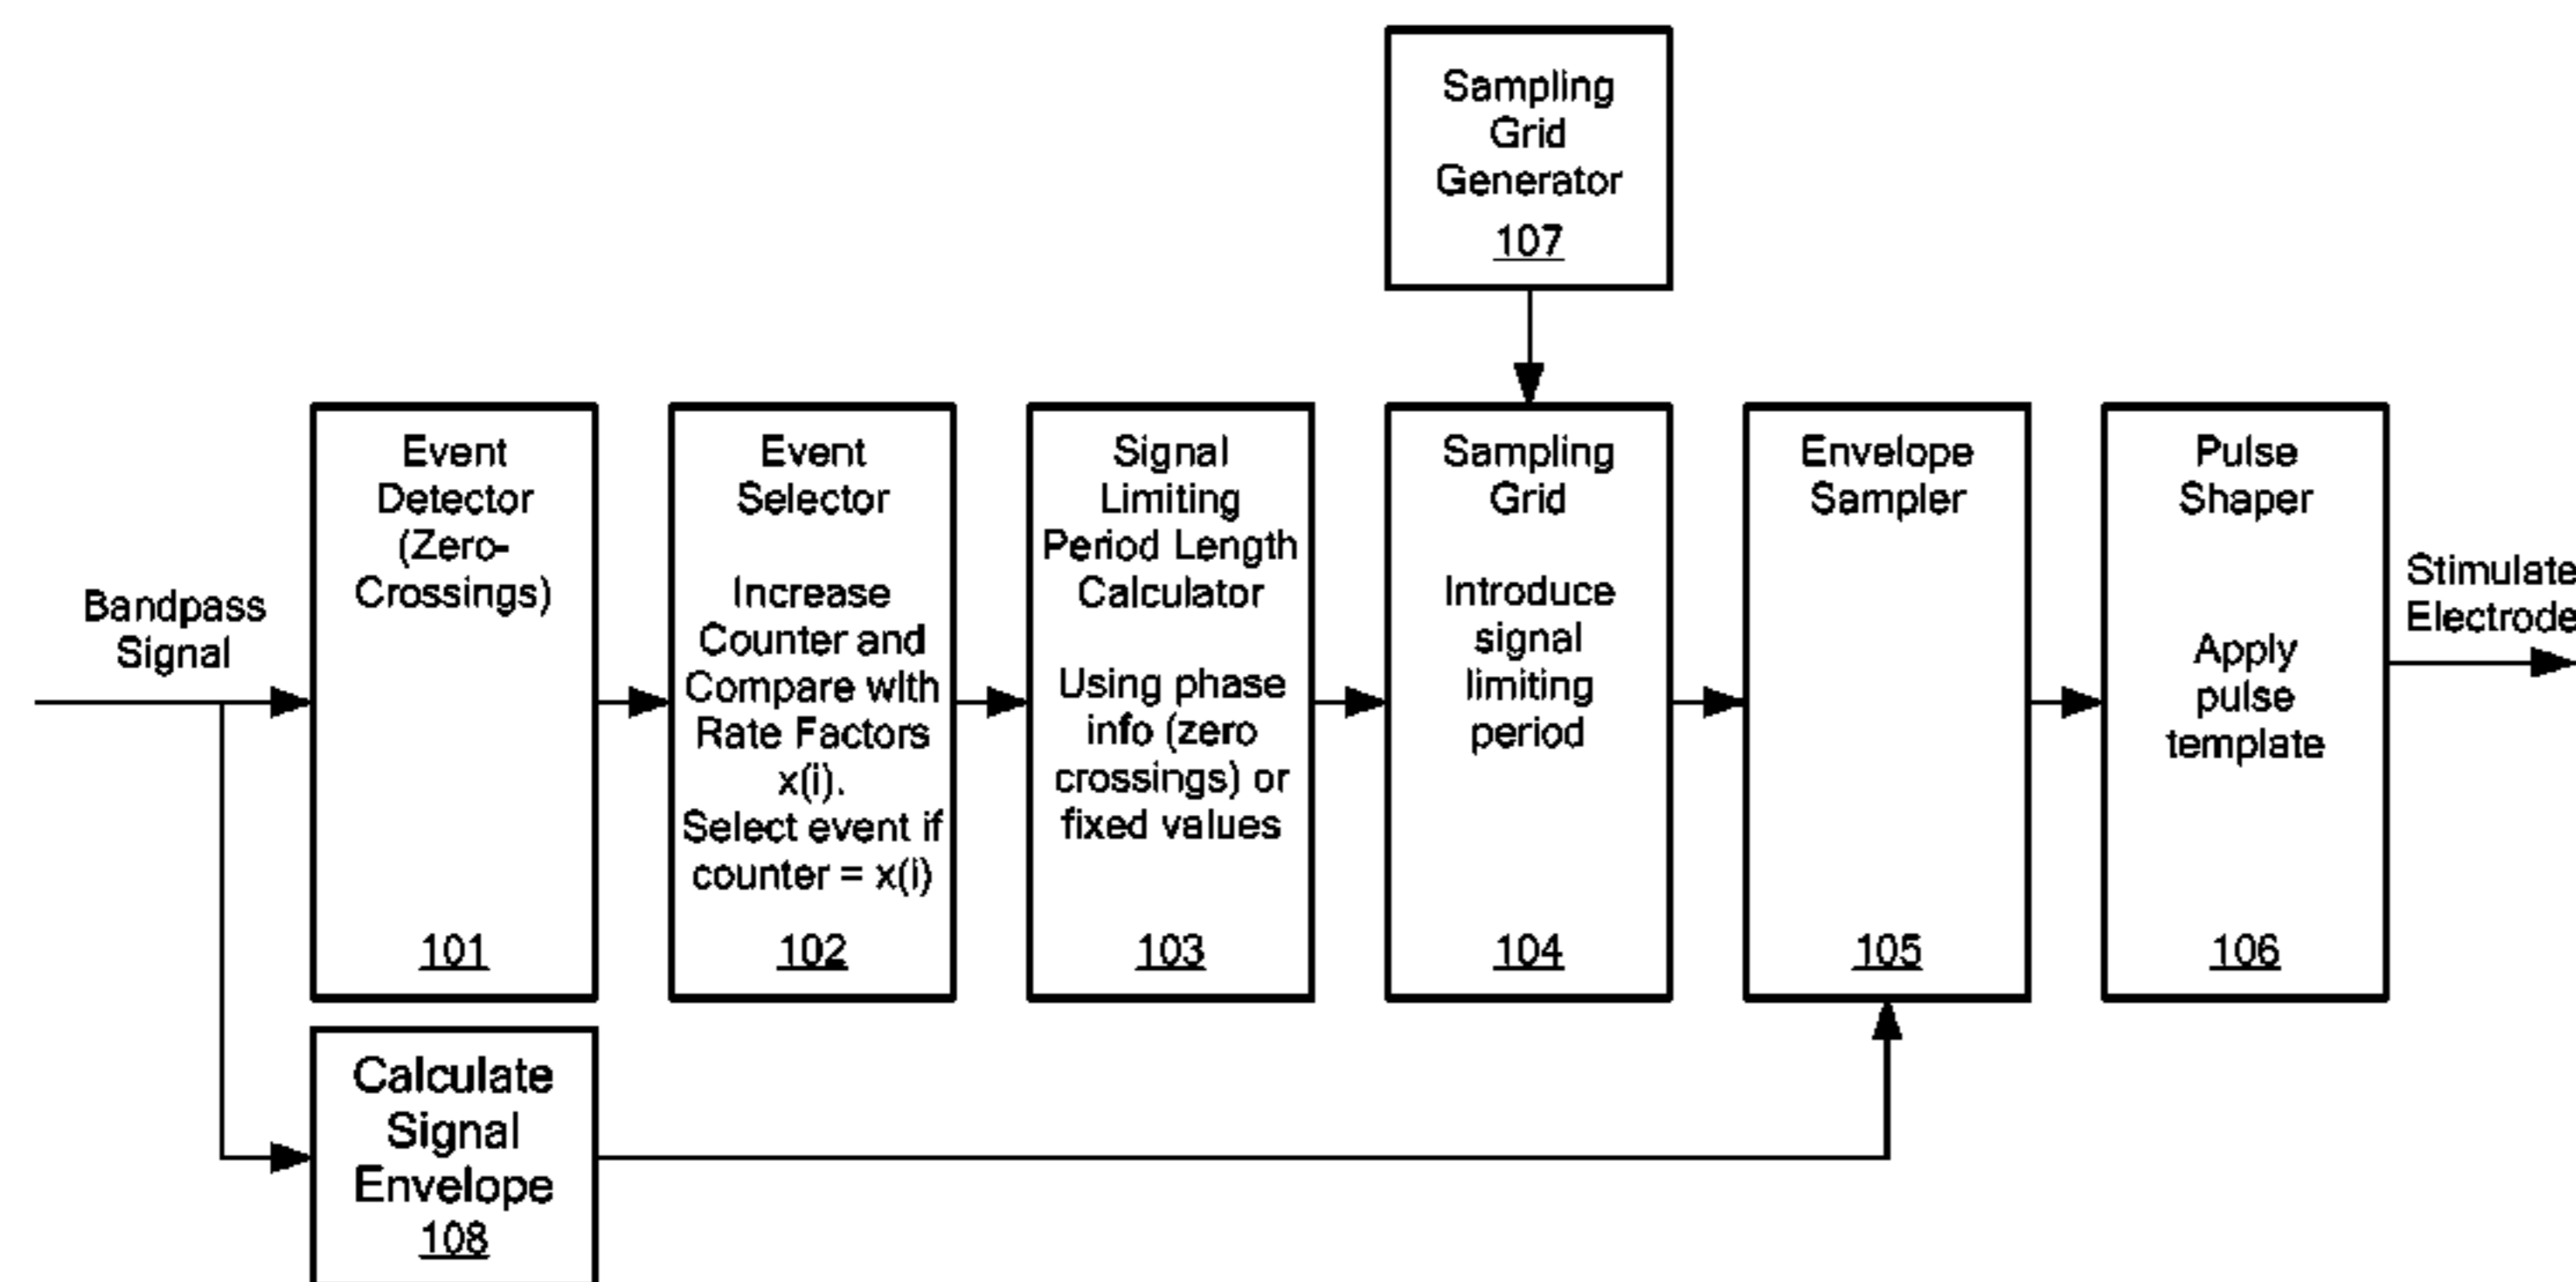 Sampling
Grid
Generator
107
Bandpass
Signal
Event
Detector
(Zero-
Crossings)
101
Event
Selector
Increase
Counter and
Compare with
Rate Factors
x(i).
Select event if
counter = x(i)
102
Signal
Limiting
Period Length
Calculator
Using phase
info (zero
crossings) or
fixed values
103
Sampling
Grid
Introduce
signal
limiting
period
104
Envelope
Sampler
105
Pulse
Shaper
Apply
pulse
template
106
Stimulate
Electrode
Calculate
Signal
Envelope
108